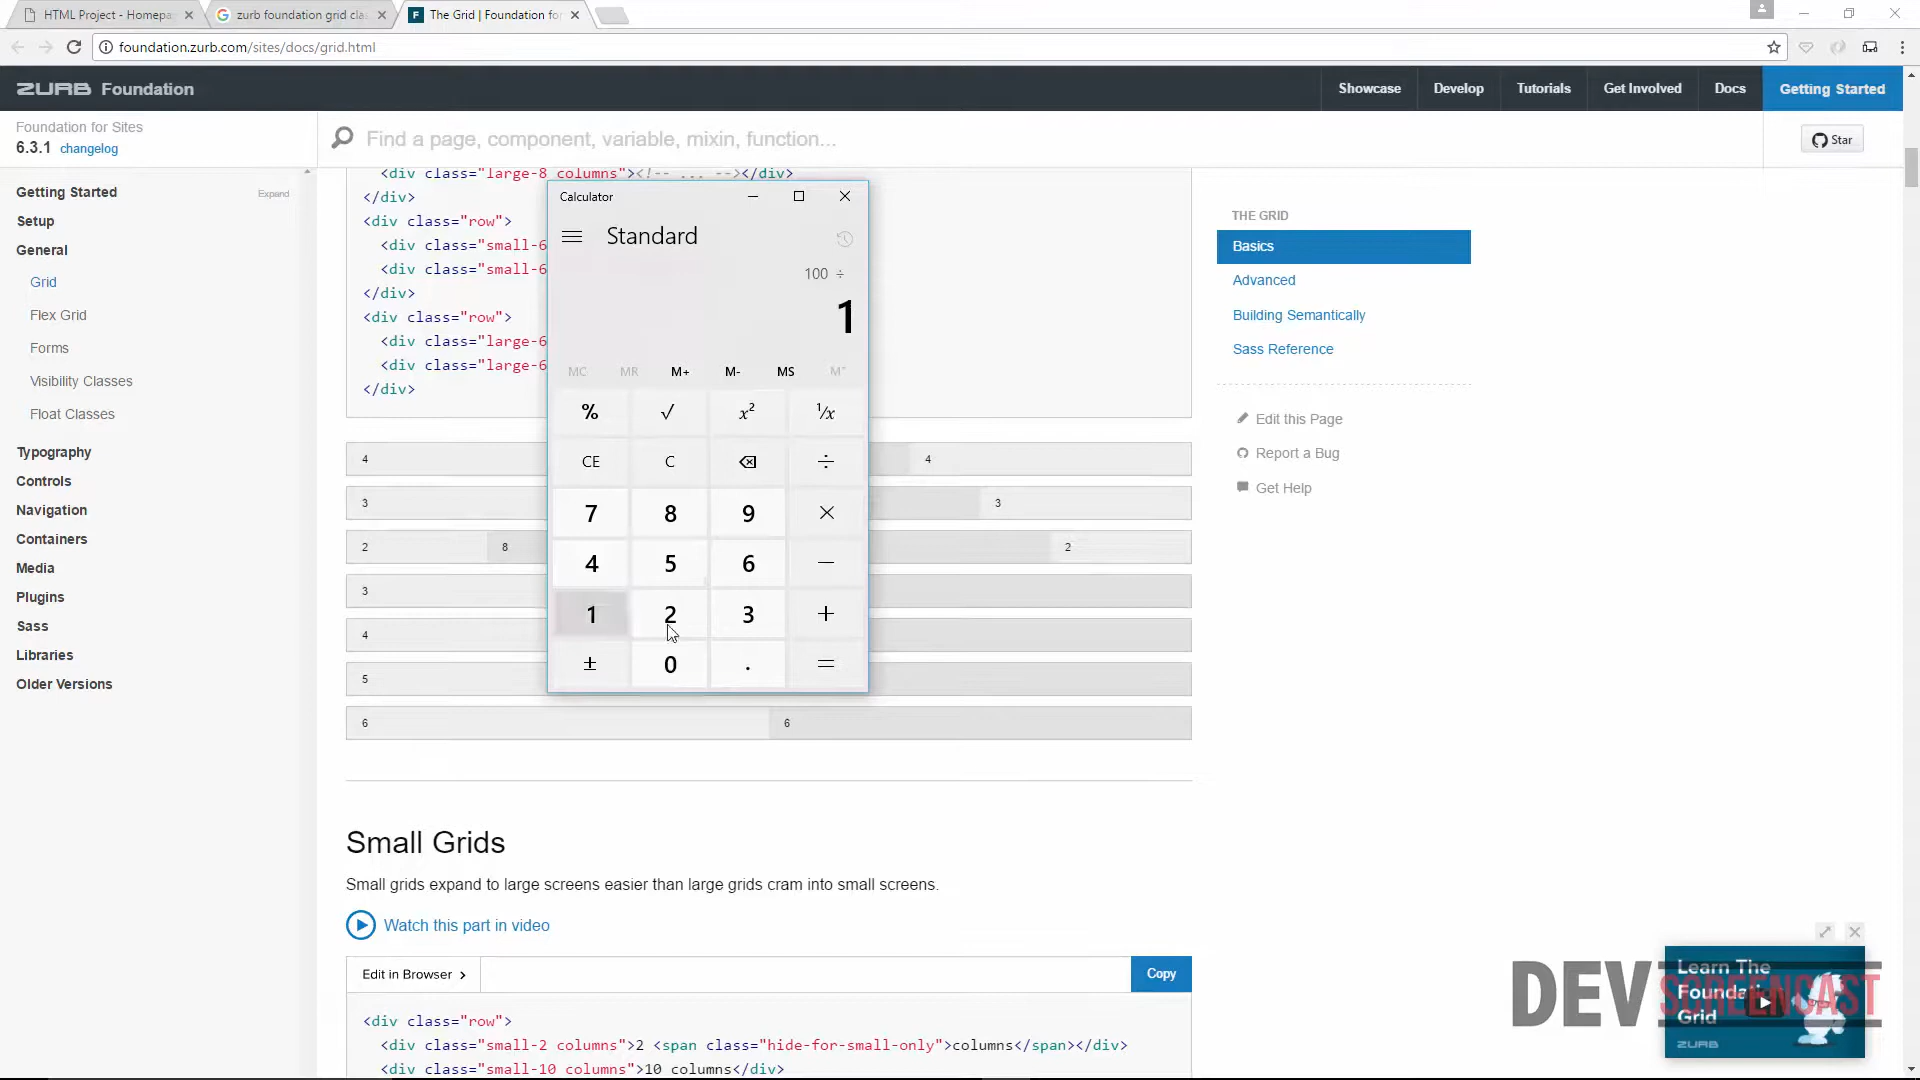 HTML Project - Homep
zurb foundation grid cla
The Grid | Foundation for
foundation.zurb.com/sites/docs/grid.html
ZURB Foundation
Showcase
Develop
Tutorials
Get Involved
Docs
Getting Started
Foundation for Sites
6.3.1 changelog
Find a page, component, variable, mixin, function...
Star
Getting Started
Expand
Setup
General
Grid
Flex Grid
Forms
Visibility Classes
Float Classes
Typography
Controls
Navigation
Containers
Media
Plugins
Sass
Libraries
Older Versions
<div class="large-8 columns"><!-- ... --></div>
</div>
<div class="row">
<div class="small-6
<div class="small-6
</div>
<div class="row">
<div class="large-6
<div class="large-6
</div>
Calculator
Standard
100 ÷
1
MC MR M+ M- MS M˅
% √ x² ¹/x
CE C ÷
7 8 9 ×
4 5 6 −
1 2 3 +
± 0 . =
4 4
3 3
2 8 2
3
4
5
6 6
THE GRID
Basics
Advanced
Building Semantically
Sass Reference
Edit this Page
Report a Bug
Get Help
Small Grids
Small grids expand to large screens easier than large grids cram into small screens.
Watch this part in video
Edit in Browser
Copy
<div class="row">
<div class="small-2 columns">2 <span class="hide-for-small-only">columns</span></div>
<div class="small-10 columns">10 columns</div>
Learn The
Foundation
Grid
ZURB
DEVSCREENCAST